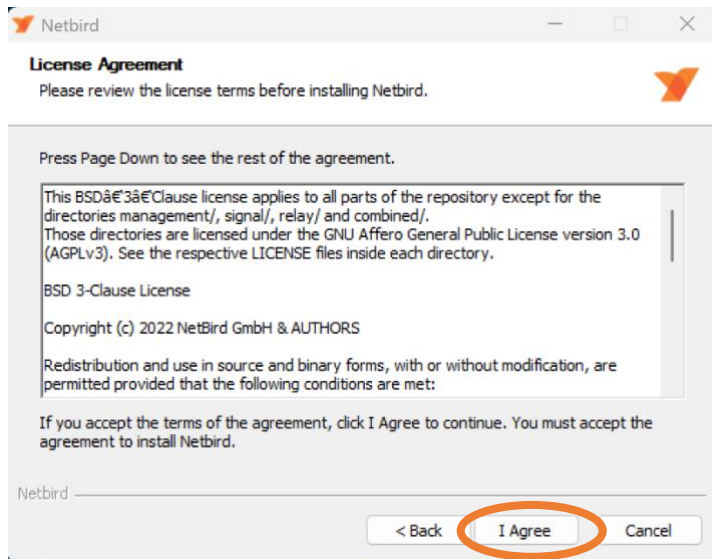 Netbird
License Agreement
Please review the license terms before installing Netbird.
Press Page Down to see the rest of the agreement.
This BSDâ€‘3â€‘Clause license applies to all parts of the repository except for the
directories management/, signal/, relay/ and combined/.
Those directories are licensed under the GNU Affero General Public License version 3.0
(AGPLv3). See the respective LICENSE files inside each directory.
BSD 3-Clause License
Copyright (c) 2022 NetBird GmbH & AUTHORS
Redistribution and use in source and binary forms, with or without modification, are
permitted provided that the following conditions are met:
If you accept the terms of the agreement, click I Agree to continue. You must accept the
agreement to install Netbird.
Netbird
< Back
I Agree
Cancel